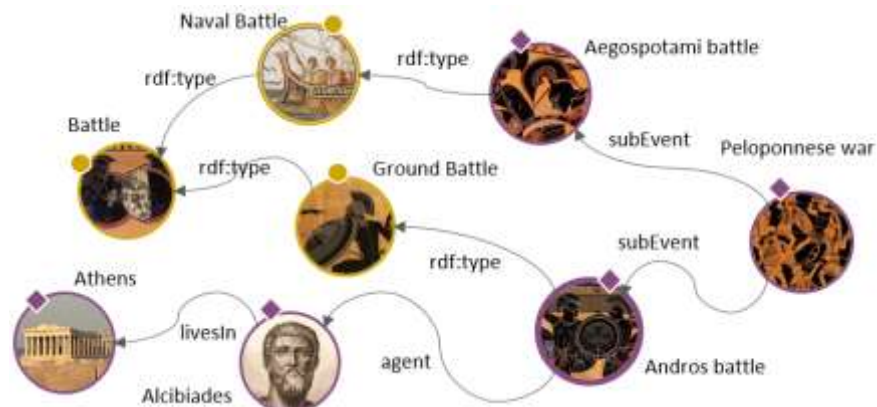 Naval Battle
Aegospotami battle
rdf:type
rdf:type
Battle
subEvent
Peloponnese war
rdf:type
Ground Battle
subEvent
rdf:type
Athens
livesIn
agent
Andros battle
Alcibiades